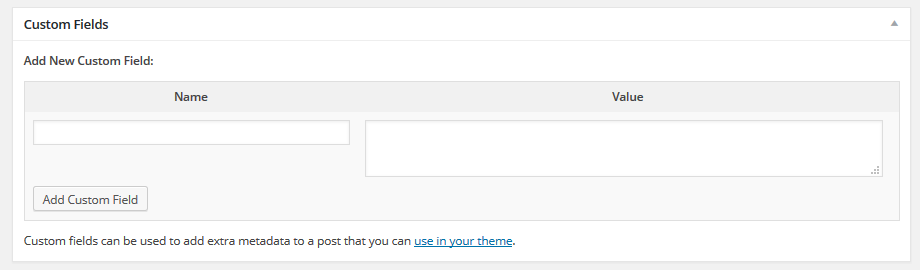 Custom Fields
Add New Custom Field:
Name Value
Add Custom Field
Custom fields can be used to add extra metadata to a post that you can use in your theme.